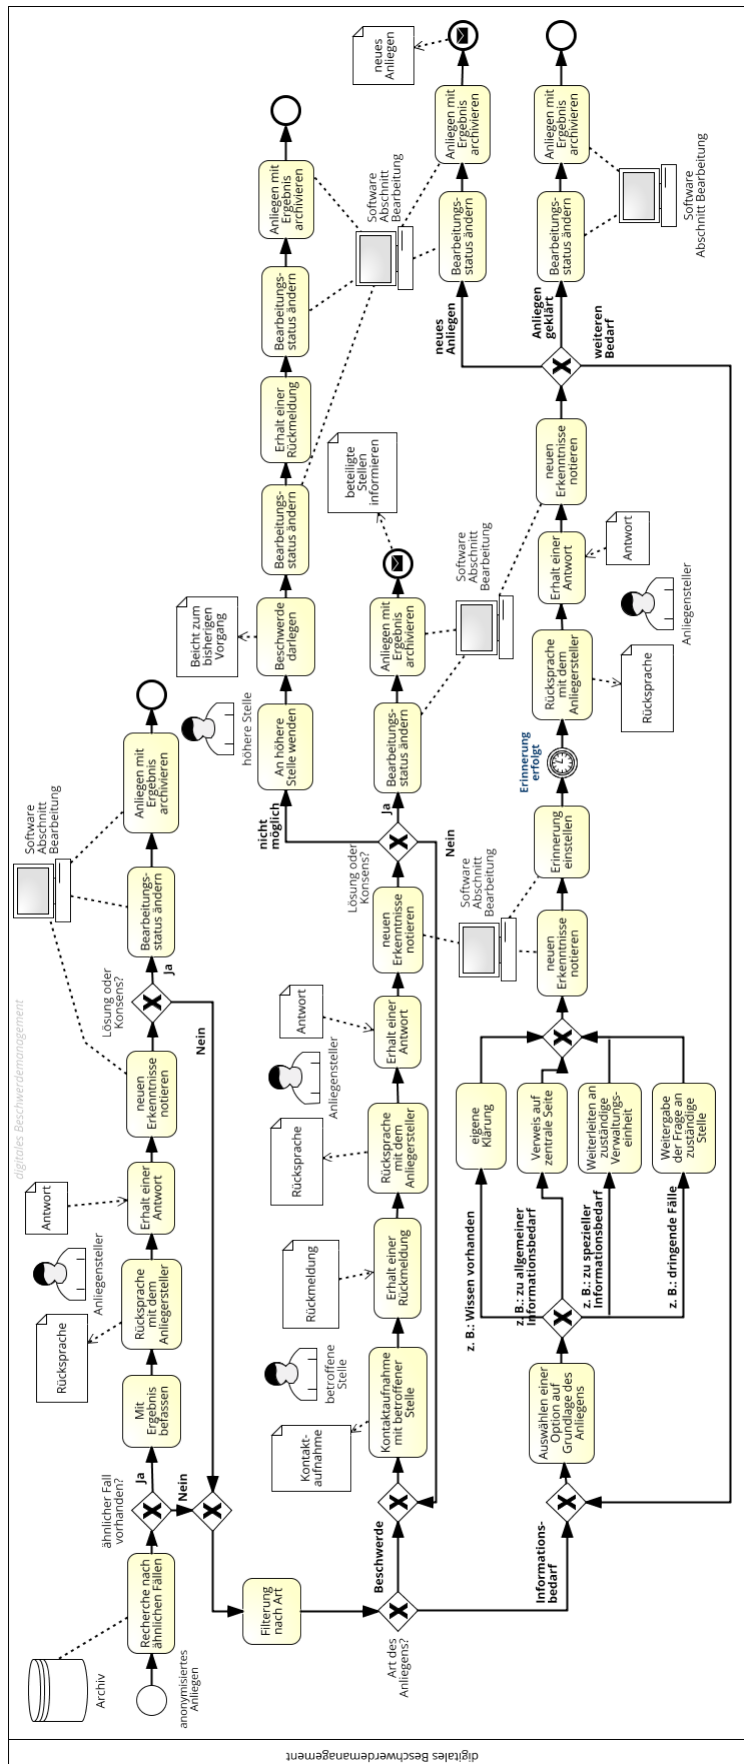 digitales Beschwerdemanagement
digitales Beschwerdemanagement
Archiv
anonymisiertes
Anliegen
Recherche nach
ähnlichen Fällen
ähnlicher Fall
vorhanden?
Ja
Nein
Mit
Ergebnis
befassen
Rücksprache
Rücksprache
mit dem
Anliegersteller
Anliegensteller
Antwort
Erhalt einer
Antwort
neuen
Erkenntnisse
notieren
Lösung oder
Konsens?
Ja
Nein
Software
Abschnitt
Bearbeitung
Bearbeitungs-
status ändern
Anliegen mit
Ergebnis
archivieren
Filterung
nach Art
Art des
Anliegens?
Beschwerde
Informations-
bedarf
Kontakt-
aufnahme
Kontaktaufnahme
mit betroffener
Stelle
betroffene
Stelle
Rückmeldung
Erhalt einer
Rückmeldung
Rücksprache
Rücksprache
mit dem
Anliegersteller
Anliegensteller
Antwort
Erhalt einer
Antwort
neuen
Erkenntnisse
notieren
Lösung oder
Konsens?
nicht
möglich
Ja
Nein
An höhere
Stelle wenden
höhere Stelle
Beicht zum
bisherigen
Vorgang
Beschwerde
darlegen
Bearbeitungs-
status ändern
Erhalt einer
Rückmeldung
Bearbeitungs-
status ändern
Anliegen mit
Ergebnis
archivieren
Software
Abschnitt
Bearbeitung
Bearbeitungs-
status ändern
Anliegen mit
Ergebnis
archivieren
beteiligte
Stellen
informieren
Software
Abschnitt
Bearbeitung
Software
Abschnitt
Bearbeitung
Auswählen einer
Option auf
Grundlage des
Anliegens
z. B.: Wissen vorhanden
z. B.: zu allgemeiner
Informationsbedarf
z. B.: zu spezieller
Informationsbedarf
z. B.: dringende Fälle
eigene
Klärung
Verweis auf
zentrale Seite
Weiterleiten an
zuständige
Verwaltungs-
einheit
Weitergabe
der Frage an
zuständige
Stelle
neuen
Erkenntnisse
notieren
Erinnerung
einstellen
Erinnerung
erfolgt
Rücksprache
mit dem
Anliegersteller
Rücksprache
Anliegensteller
Erhalt einer
Antwort
Antwort
neuen
Erkenntnisse
notieren
neues
Anliegen
Anliegen
geklärt
weiteren
Bedarf
Bearbeitungs-
status ändern
Anliegen mit
Ergebnis
archivieren
neues
Anliegen
Bearbeitungs-
status ändern
Anliegen mit
Ergebnis
archivieren
Software
Abschnitt Bearbeitung